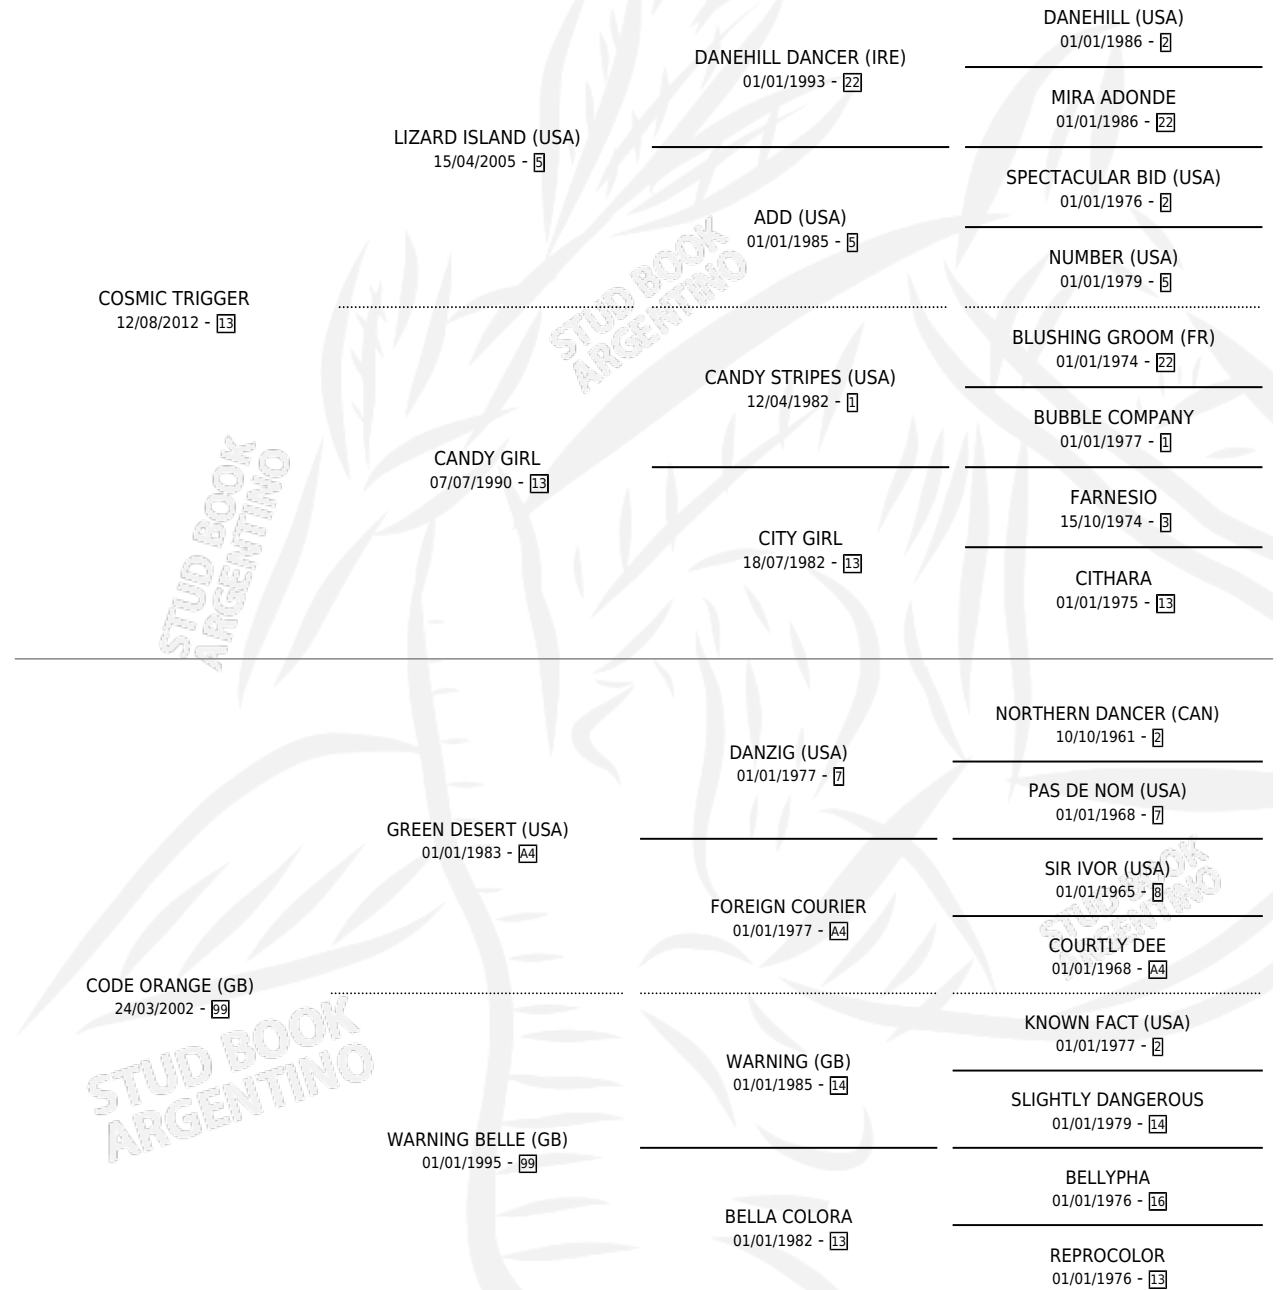 DANEHILL (USA)
01/01/1986 - 2
DANEHILL DANCER (IRE)
01/01/1993 - 22
MIRA ADONDE
01/01/1986 - 22
LIZARD ISLAND (USA)
15/04/2005 - 5
SPECTACULAR BID (USA)
01/01/1976 - 2
ADD (USA)
01/01/1985 - 5
NUMBER (USA)
01/01/1979 - 5
COSMIC TRIGGER
12/08/2012 - 13
BLUSHING GROOM (FR)
01/01/1974 - 22
CANDY STRIPES (USA)
12/04/1982 - 1
BUBBLE COMPANY
01/01/1977 - 1
CANDY GIRL
07/07/1990 - 13
FARNESIO
15/10/1974 - 3
CITY GIRL
18/07/1982 - 13
CITHARA
01/01/1975 - 13
STUD BOOK
ARGENTINO
STUD BOOK
ARGENTINO
NORTHERN DANCER (CAN)
10/10/1961 - 2
DANZIG (USA)
01/01/1977 - 7
PAS DE NOM (USA)
01/01/1968 - 7
GREEN DESERT (USA)
01/01/1983 - A4
SIR IVOR (USA)
01/01/1965 - 8
FOREIGN COURIER
01/01/1977 - A4
COURTLY DEE
01/01/1968 - A4
STUD BOOK
ARGENTINO
CODE ORANGE (GB)
24/03/2002 - 99
KNOWN FACT (USA)
01/01/1977 - 2
WARNING (GB)
01/01/1985 - 14
SLIGHTLY DANGEROUS
01/01/1979 - 14
STUD BOOK
ARGENTINO
WARNING BELLE (GB)
01/01/1995 - 99
BELLYPHA
01/01/1976 - 16
BELLA COLORA
01/01/1982 - 13
REPROCOLOR
01/01/1976 - 13